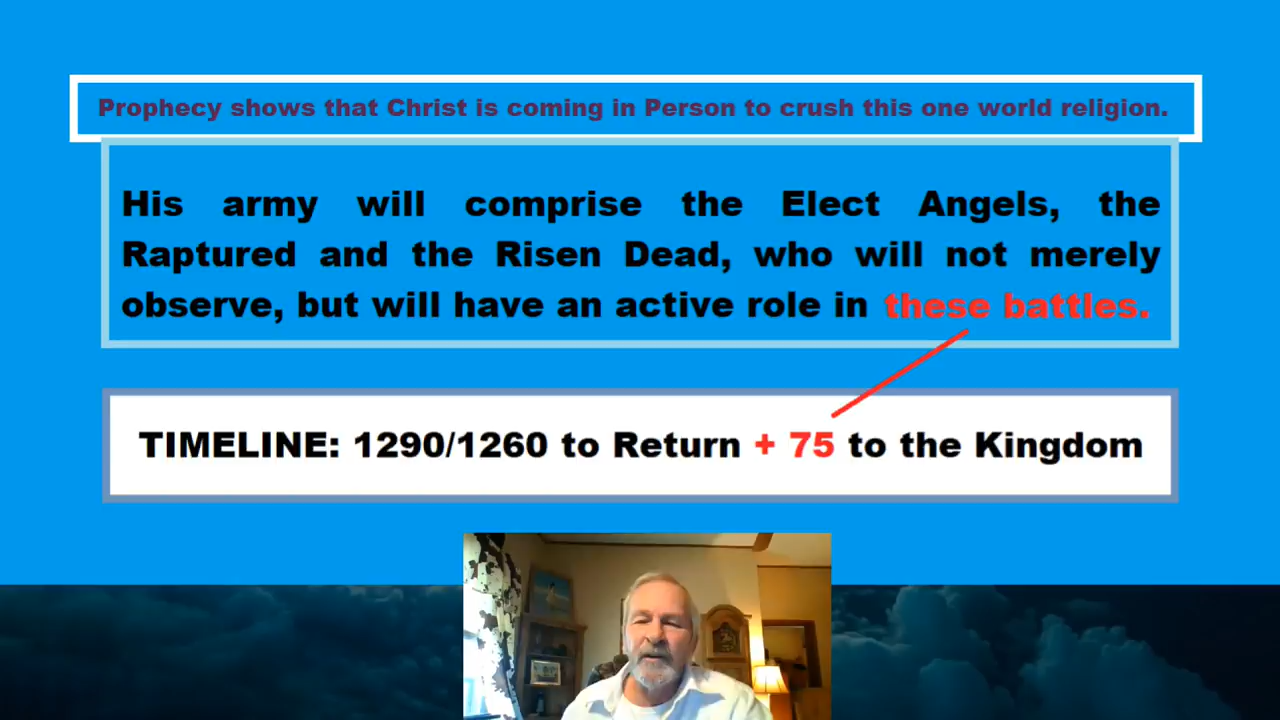 Prophecy shows that Christ is coming in Person to crush this one world religion.
His army will comprise the Elect Angels, the
Raptured and the Risen Dead, who will not merely
observe, but will have an active role in these battles.
TIMELINE: 1290/1260 to Return + 75 to the Kingdom